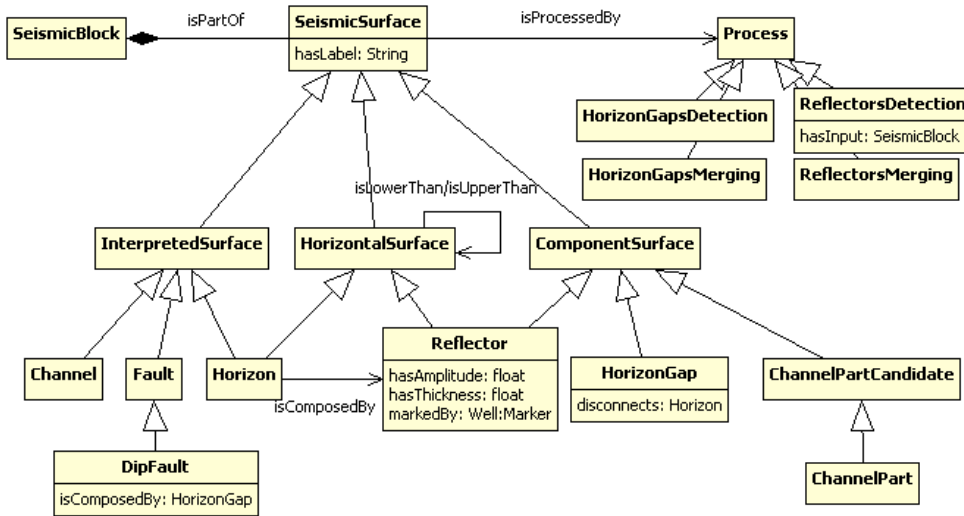 isPartOf
SeismicSurface
isProcessedBy
SeismicBlock
hasLabel: String
Process
HorizonGapsDetection
ReflectorsDetection
hasInput: SeismicBlock
HorizonGapsMerging
ReflectorsMerging
isLowerThan/isUpperThan
InterpretedSurface
HorizontalSurface
ComponentSurface
Channel
Fault
Horizon
isComposedBy
Reflector
hasAmplitude: float
hasThickness: float
markedBy: Well:Marker
HorizonGap
disconnects: Horizon
ChannelPartCandidate
DipFault
isComposedBy: HorizonGap
ChannelPart